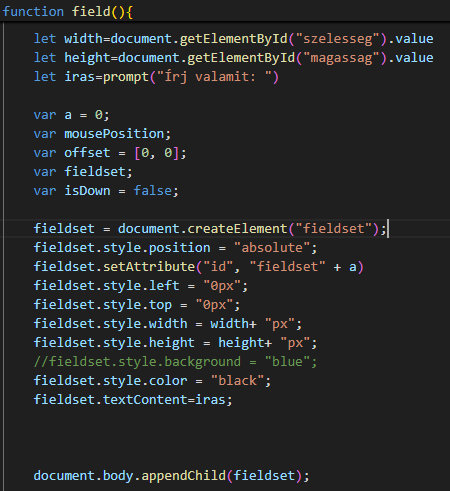 function field(){
let width=document.getElementById("szelesseg").value
let height=document.getElementById("magassag").value
let iras=prompt("Írj valamit: ")
var a = 0;
var mousePosition;
var offset = [0, 0];
var fieldset;
var isDown = false;
fieldset = document.createElement("fieldset");
fieldset.style.position = "absolute";
fieldset.setAttribute("id", "fieldset" + a)
fieldset.style.left = "0px";
fieldset.style.top = "0px";
fieldset.style.width = width+ "px";
fieldset.style.height = height+ "px";
//fieldset.style.background = "blue";
fieldset.style.color = "black";
fieldset.textContent=iras;
document.body.appendChild(fieldset);